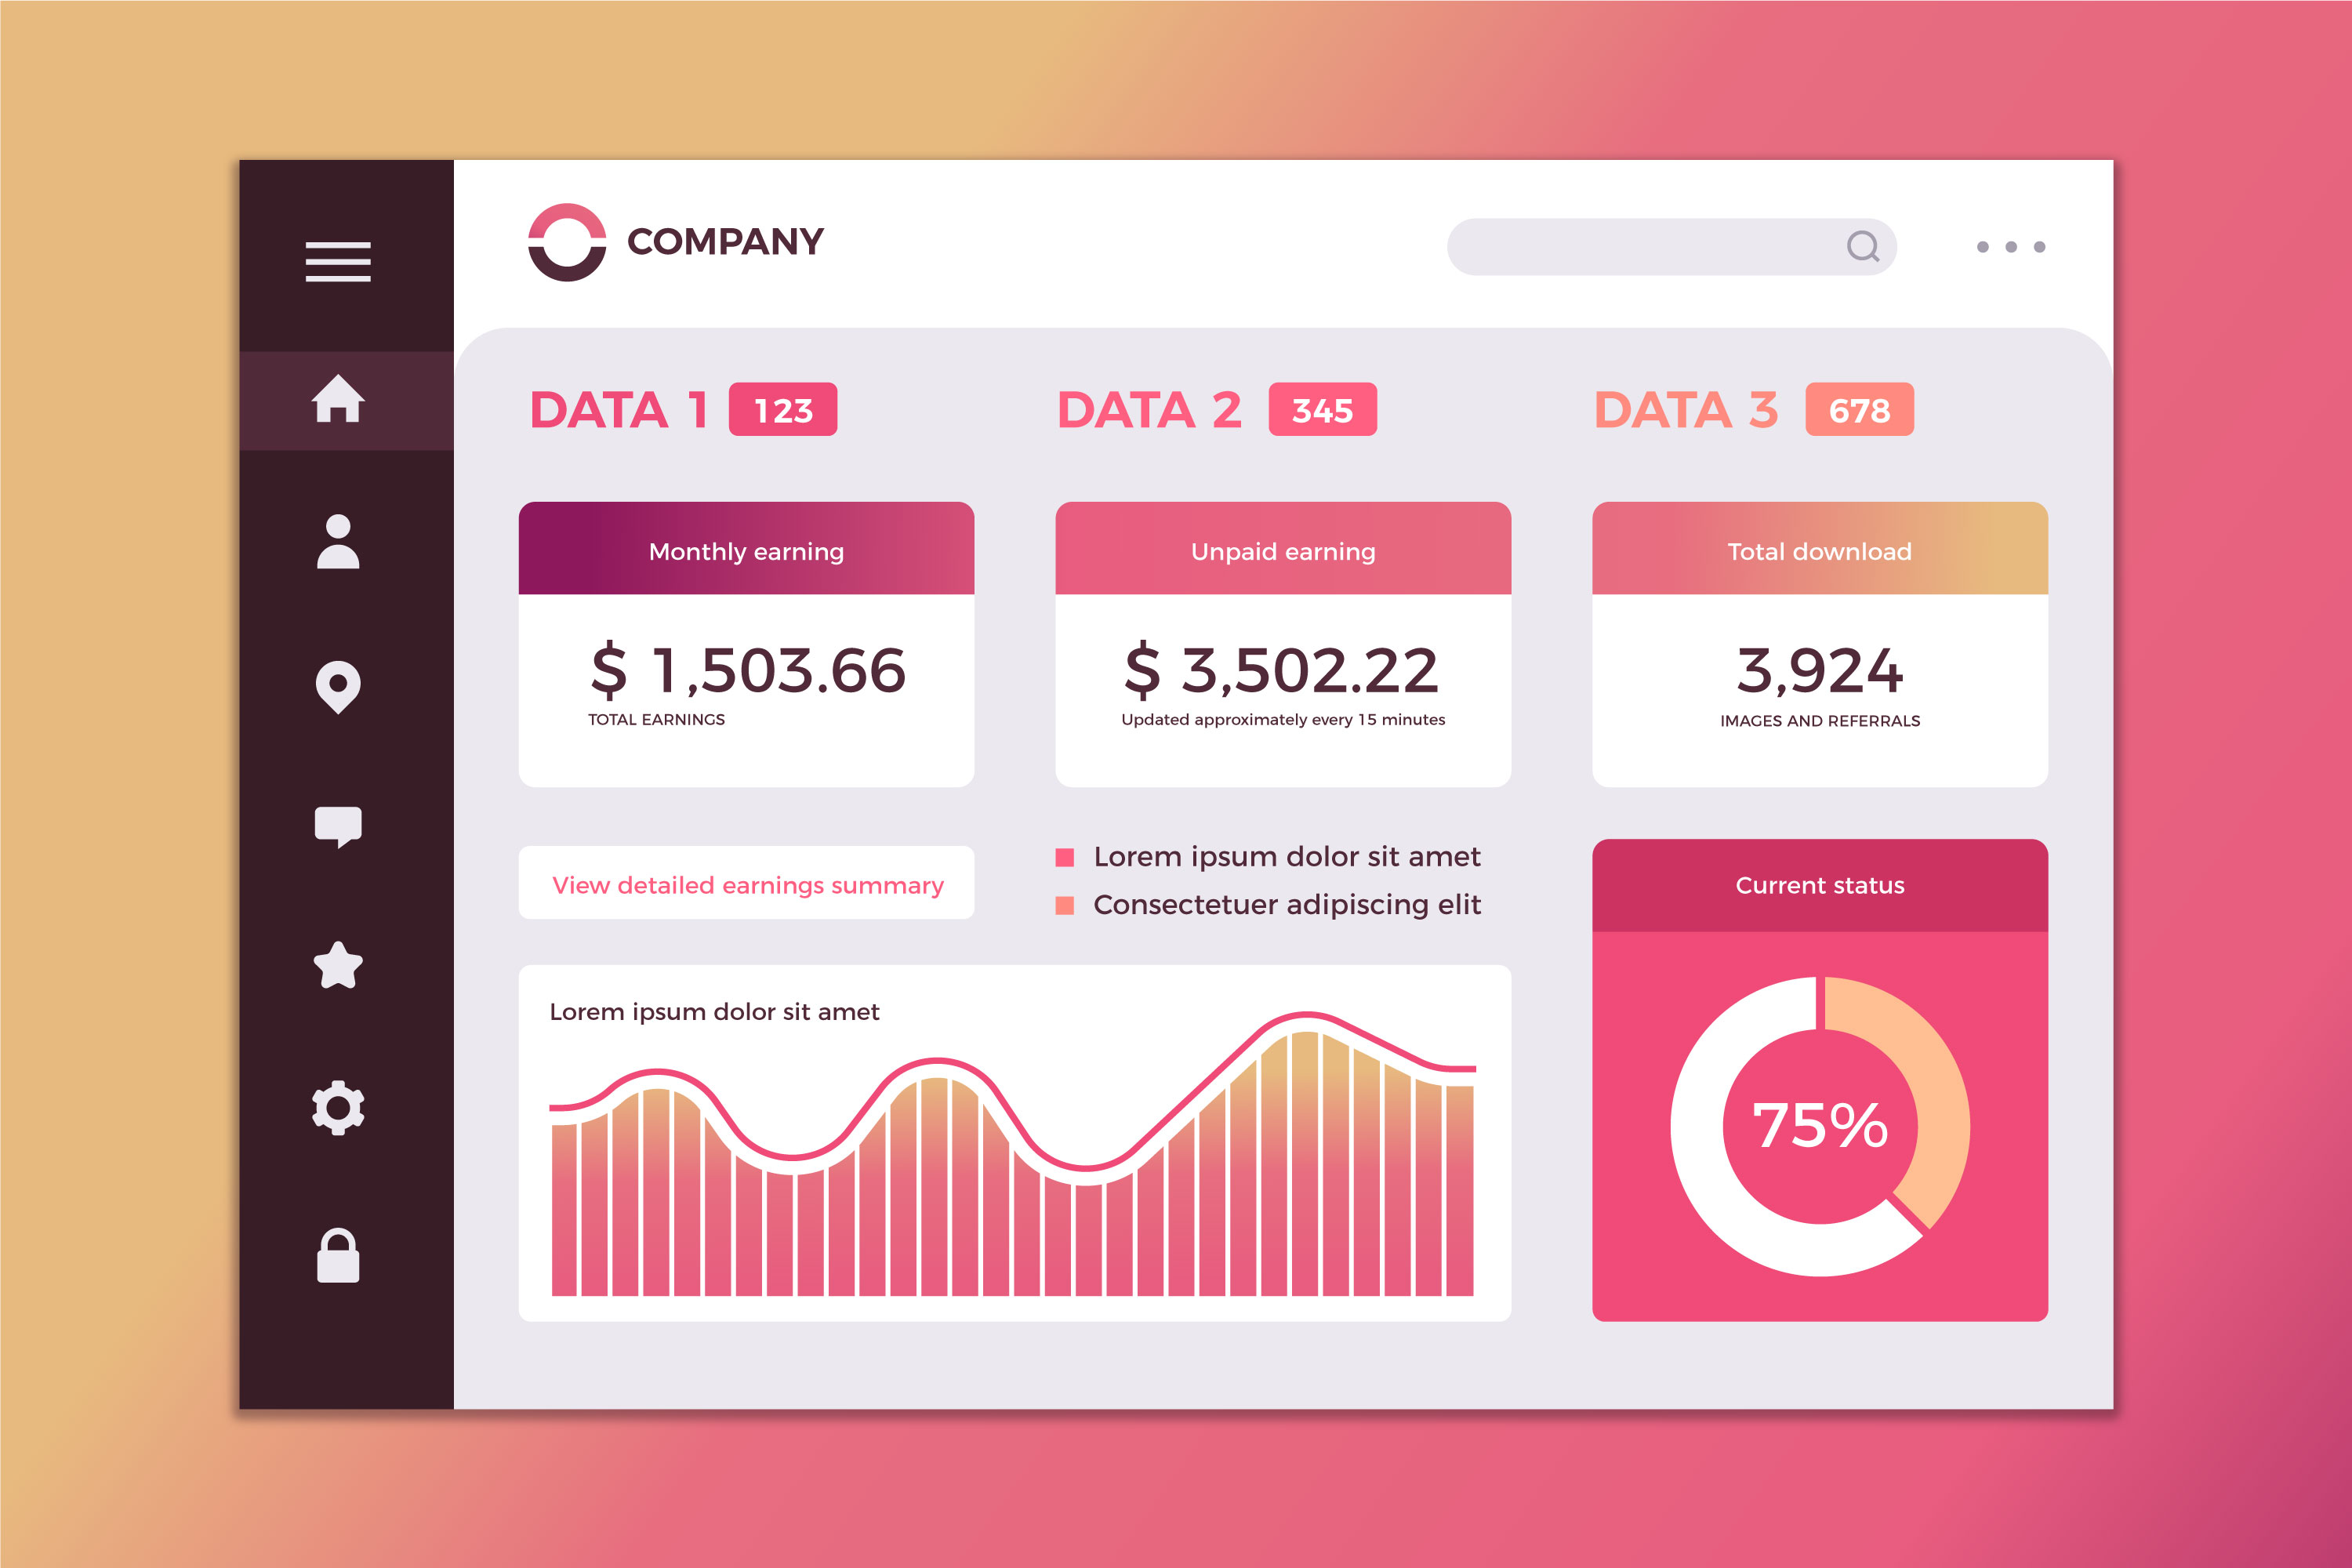 COMPANY
DATA 1 123
DATA 2 345
DATA 3 678
Monthly earning
$ 1,503.66
TOTAL EARNINGS
Unpaid earning
$ 3,502.22
Updated approximately every 15 minutes
Total download
3,924
IMAGES AND REFERRALS
View detailed earnings summary
Lorem ipsum dolor sit amet
Consectetuer adipiscing elit
Lorem ipsum dolor sit amet
Current status
75%